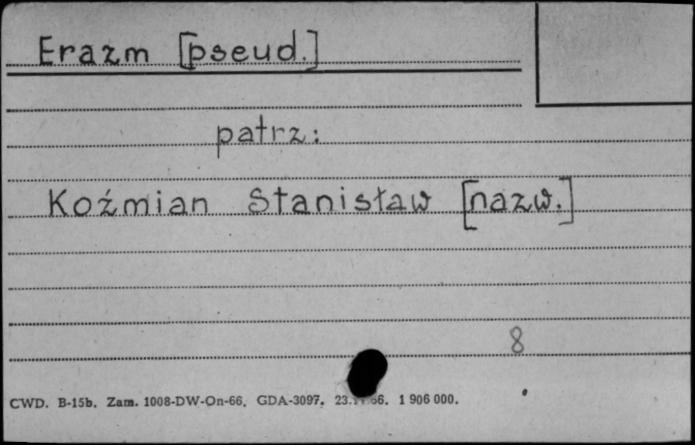 Erazm [pseud.]
patrz:
Koźmian Stanisław [nazw.]
8
CWD. B-15b. Zam. 1008-DW-On-66. GDA-3097. 1 906 000.